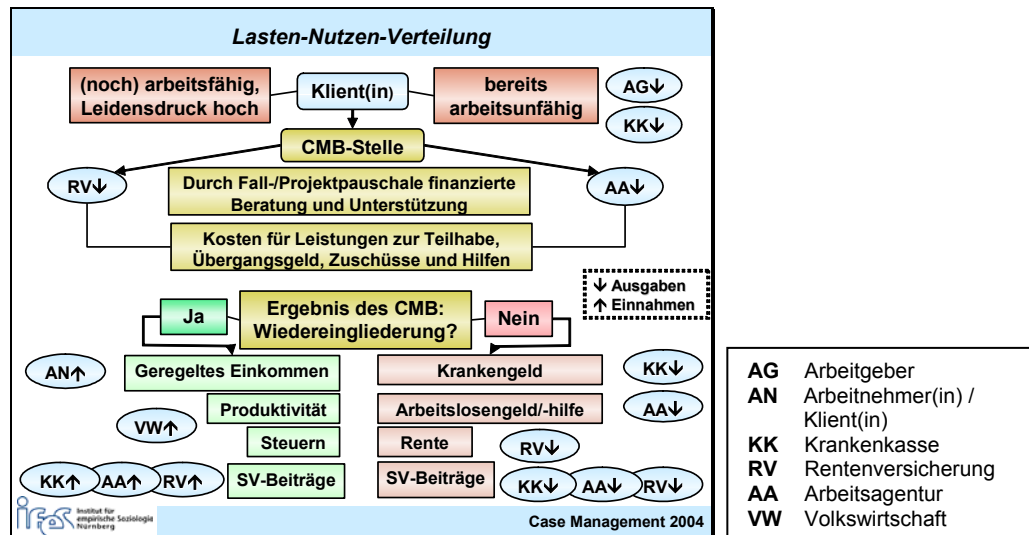 Lasten-Nutzen-Verteilung
(noch) arbeitsfähig,
Leidensdruck hoch
Klient(in)
bereits
arbeitsunfähig
AG↓
KK↓
CMB-Stelle
RV↓
Durch Fall-/Projektpauschale finanzierte
Beratung und Unterstützung
AA↓
Kosten für Leistungen zur Teilhabe,
Übergangsgeld, Zuschüsse und Hilfen
↓ Ausgaben
↑ Einnahmen
Ja
Ergebnis des CMB:
Wiedereingliederung?
Nein
AN↑
Geregeltes Einkommen
Krankengeld
KK↓
VW↑
Produktivität
Arbeitslosengeld/-hilfe
AA↓
Steuern
Rente
RV↓
KK↑ AA↑ RV↑
SV-Beiträge
SV-Beiträge
KK↓ AA↓ RV↓
ifes Institut für
empirische Soziologie
Nürnberg
Case Management 2004
AG Arbeitgeber
AN Arbeitnehmer(in) /
Klient(in)
KK Krankenkasse
RV Rentenversicherung
AA Arbeitsagentur
VW Volkswirtschaft